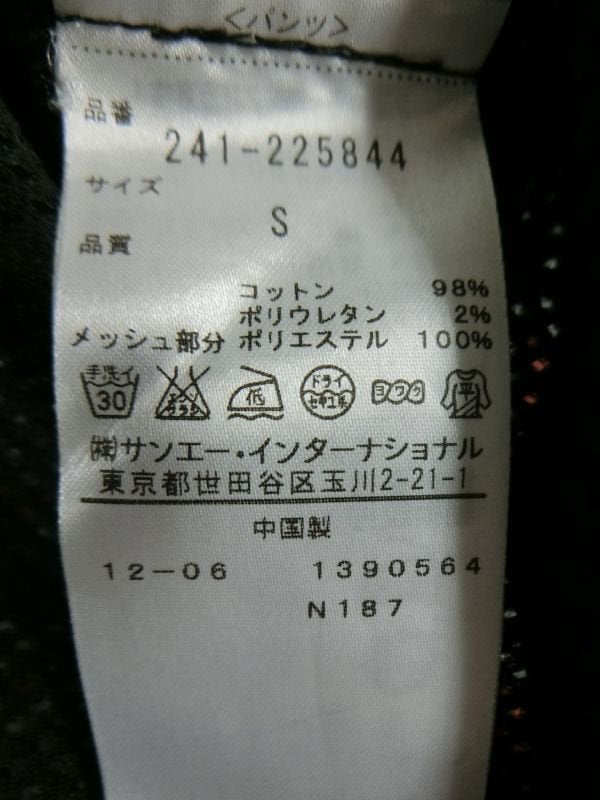 <パンツ>
品番
241-225844
サイズ
S
品質
コットン 98%
ポリウレタン 2%
メッシュ部分 ポリエステル 100%
手洗イ 30 低 ドライ ヨワク 平
㈱サンエー・インターナショナル
東京都世田谷区玉川2-21-1
中国製
12-06 1390564
N187